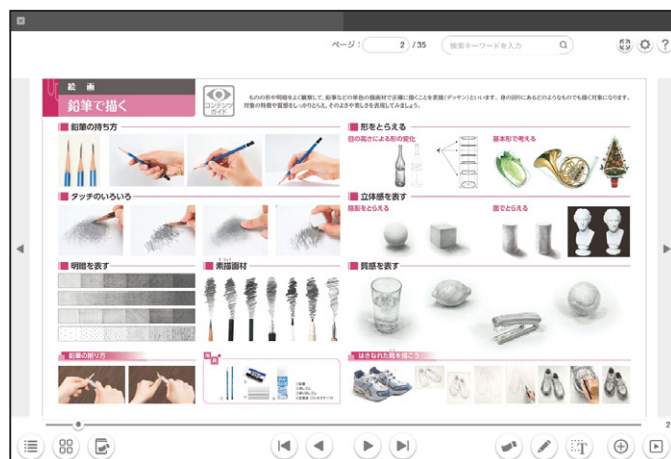 ページ： 2 / 35
検索キーワードを入力
?
絵 画
鉛筆で描く
コンテンツ
ガイド
ものの形や明暗をよく観察して、鉛筆などの単色の描画材で正確に描くことを素描（デッサン）といいます。身の回りにあるどのようなものでも描く対象になります。
対象の特徴や質感をしっかりとらえ、そのよさや美しさを表現してみましょう。
鉛筆の持ち方
形をとらえる
目の高さによる形の変化
基本形で考える
タッチのいろいろ
立体感を表す
陰影をとらえる
面でとらえる
明暗を表す
素描画材
質感を表す
鉛筆の削り方
用具
はきなれた靴を描こう
T
2